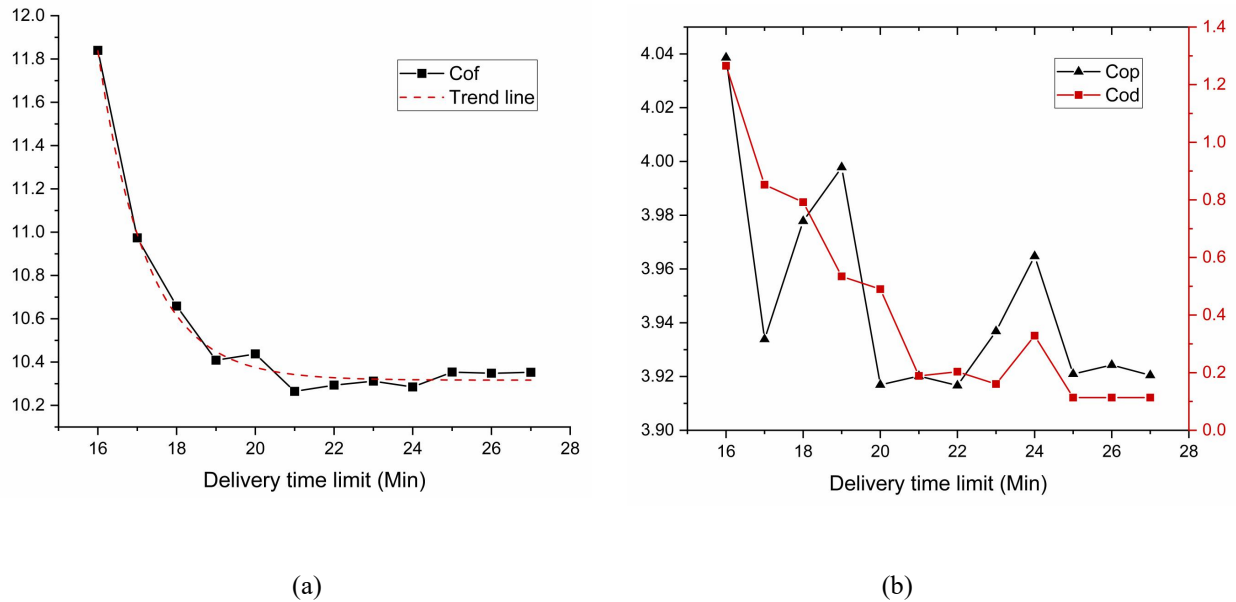 12.0
11.8
11.6
11.4
11.2
11.0
10.8
10.6
10.4
10.2
16 18 20 22 24 26 28
Delivery time limit (Min)
Cof
Trend line
(a)
4.04
4.02
4.00
3.98
3.96
3.94
3.92
3.90
1.4
1.2
1.0
0.8
0.6
0.4
0.2
0.0
16 18 20 22 24 26 28
Delivery time limit (Min)
Cop
Cod
(b)